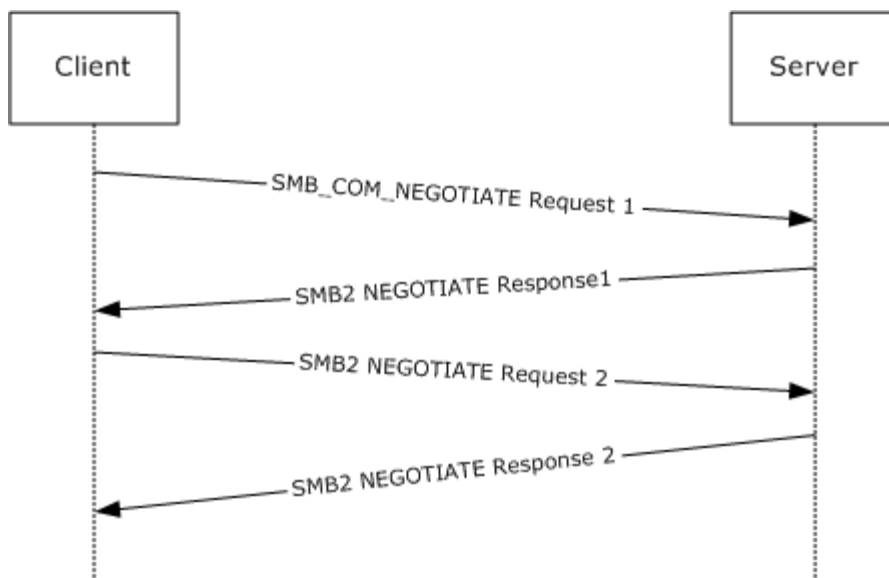 Client
Server
SMB_COM_NEGOTIATE Request 1
SMB2 NEGOTIATE Response1
SMB2 NEGOTIATE Request 2
SMB2 NEGOTIATE Response 2